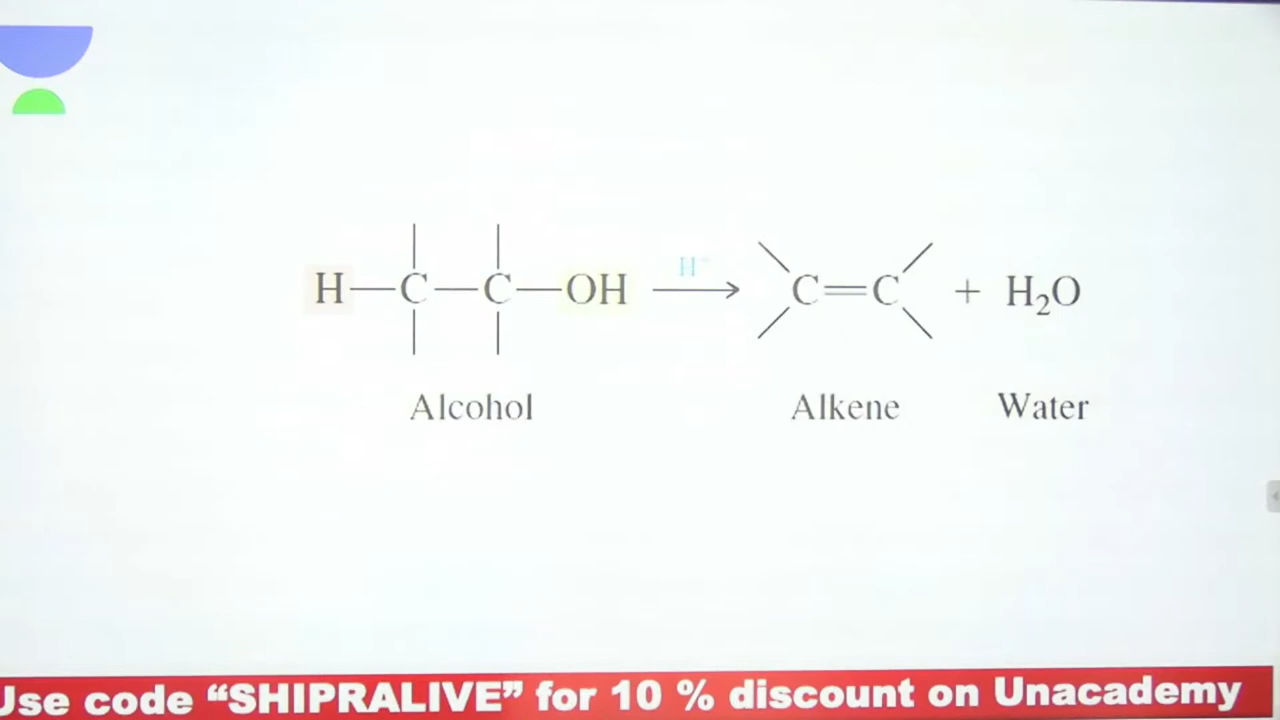 H—C—C—OH ⟶ C=C + H₂O
Alcohol Alkene Water
Use code “SHIPRALIVE” for 10 % discount on Unacademy